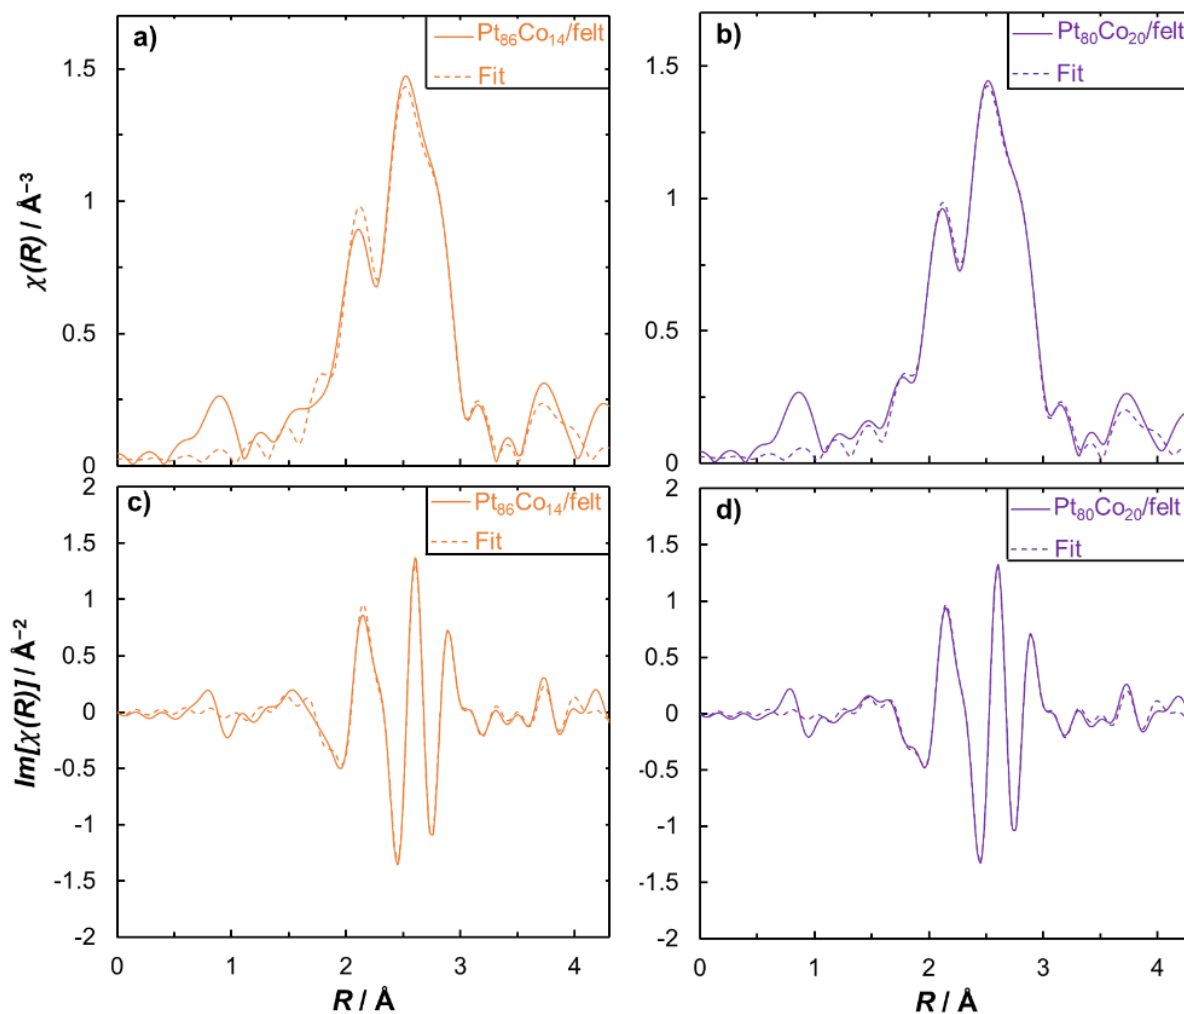 a)
Pt₈₆Co₁₄/felt
Fit
1.5
1
0.5
0
χ(R) / Å⁻³
b)
Pt₈₀Co₂₀/felt
Fit
1.5
1
0.5
0
c)
Pt₈₆Co₁₄/felt
Fit
2
1.5
1
0.5
0
-0.5
-1
-1.5
-2
Im[χ(R)] / Å⁻²
0 1 2 3 4
R / Å
d)
Pt₈₀Co₂₀/felt
Fit
2
1.5
1
0.5
0
-0.5
-1
-1.5
-2
0 1 2 3 4
R / Å